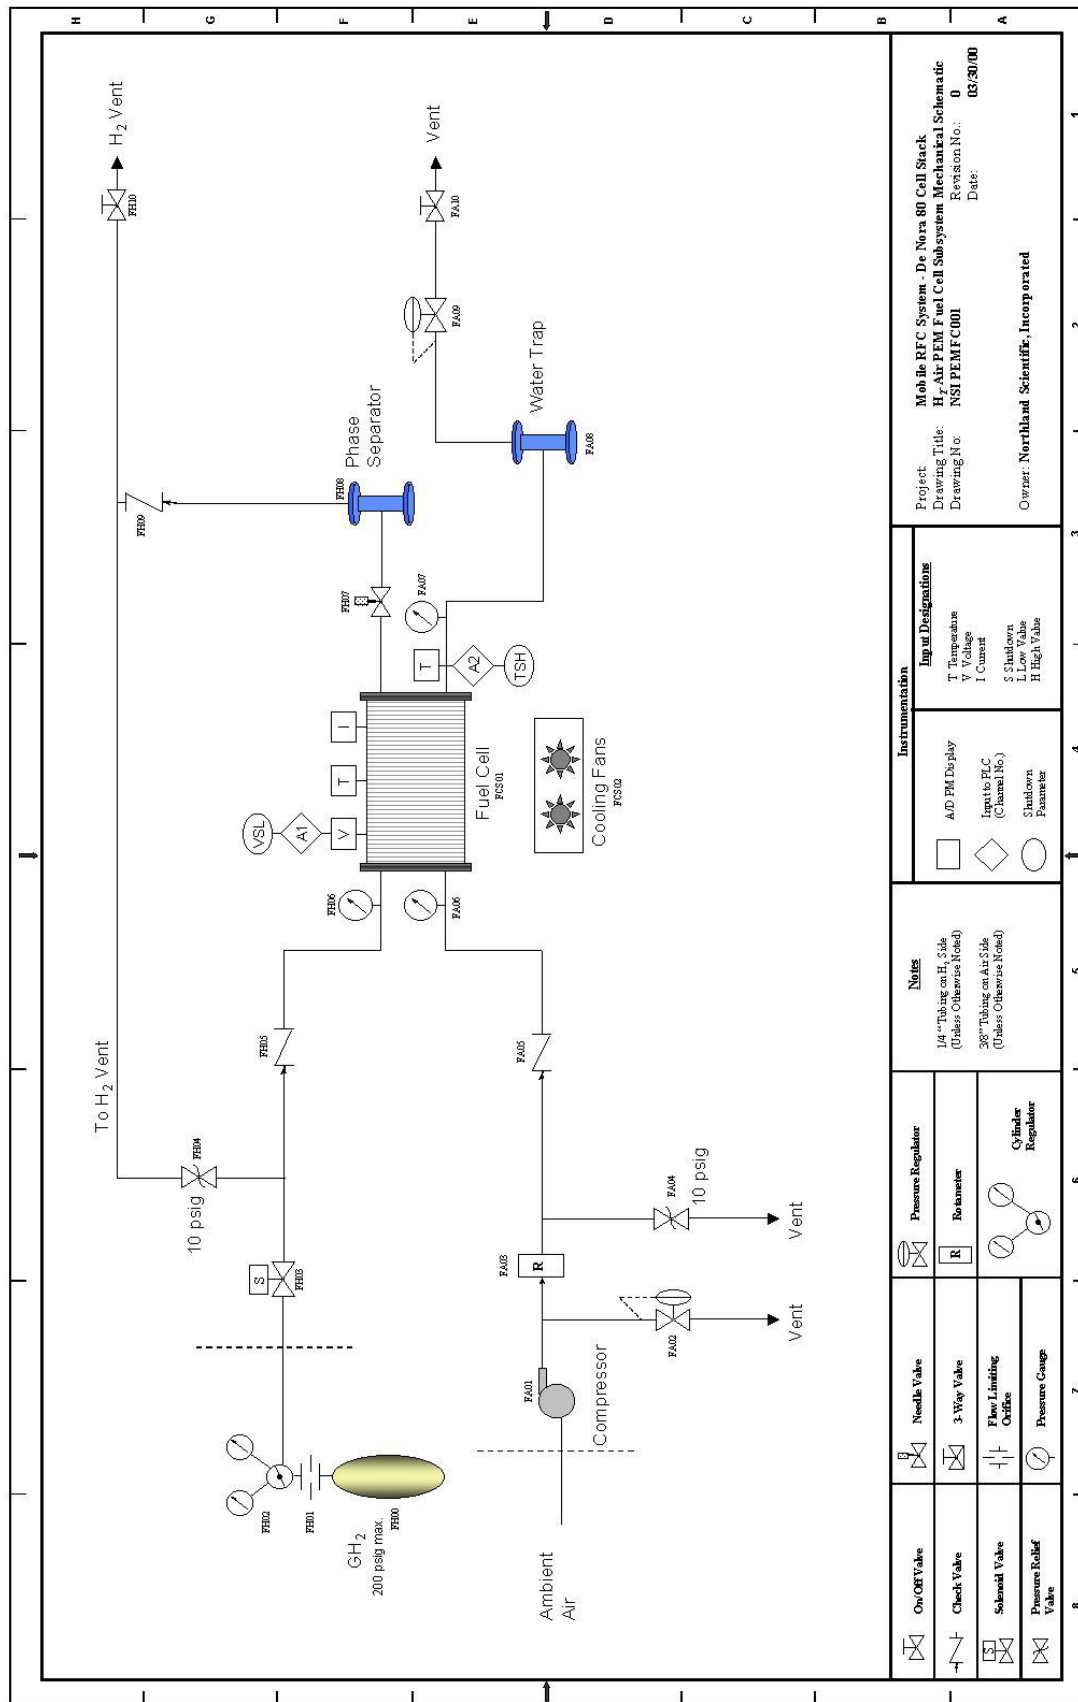 H
G
F
E
D
C
B
A
To H2 Vent
H2 Vent
FH10
FH09
10 psig
FH04
FH03
S
FH02
FH01
GH2
200 psig max.
FH00
FH05
FH06
VSL
A1
V
T
I
Fuel Cell
FCS01
FH07
FH08
Phase
Separator
FA07
T
A2
TSH
Cooling Fans
FCS02
FA06
FA05
Ambient
Air
FA01
Compressor
FA02
Vent
FA03
R
FA04
10 psig
Vent
FA08
Water Trap
FA09
FA10
Vent
On/Off Valve
Needle Valve
Pressure Regulator
Check Valve
3-Way Valve
R
Rotameter
S
Solenoid Valve
Flow Limiting
Orifice
Cylinder
Regulator
Pressure Relief
Valve
Pressure Gauge
Notes
1/4 " Tubing on H2 Side
(Unless Otherwise Noted)
3/8" Tubing on Air Side
(Unless Otherwise Noted)
Instrumentation
A/D PM Display
Input to PLC
(Channel No.)
Shutdown
Parameter
Input Designations
T Temperature
V Voltage
I Current
S Shutdown
L Low Value
H High Value
Project: Mobile RFC System - De Nora 80 Cell Stack
Drawing Title: H2-Air PEM Fuel Cell Subsystem Mechanical Schematic
Drawing No: NSI PEMFC001 Revision No.: 0
Date: 03/30/00
Owner: Northland Scientific, Incorporated
8
7
6
5
4
3
2
1